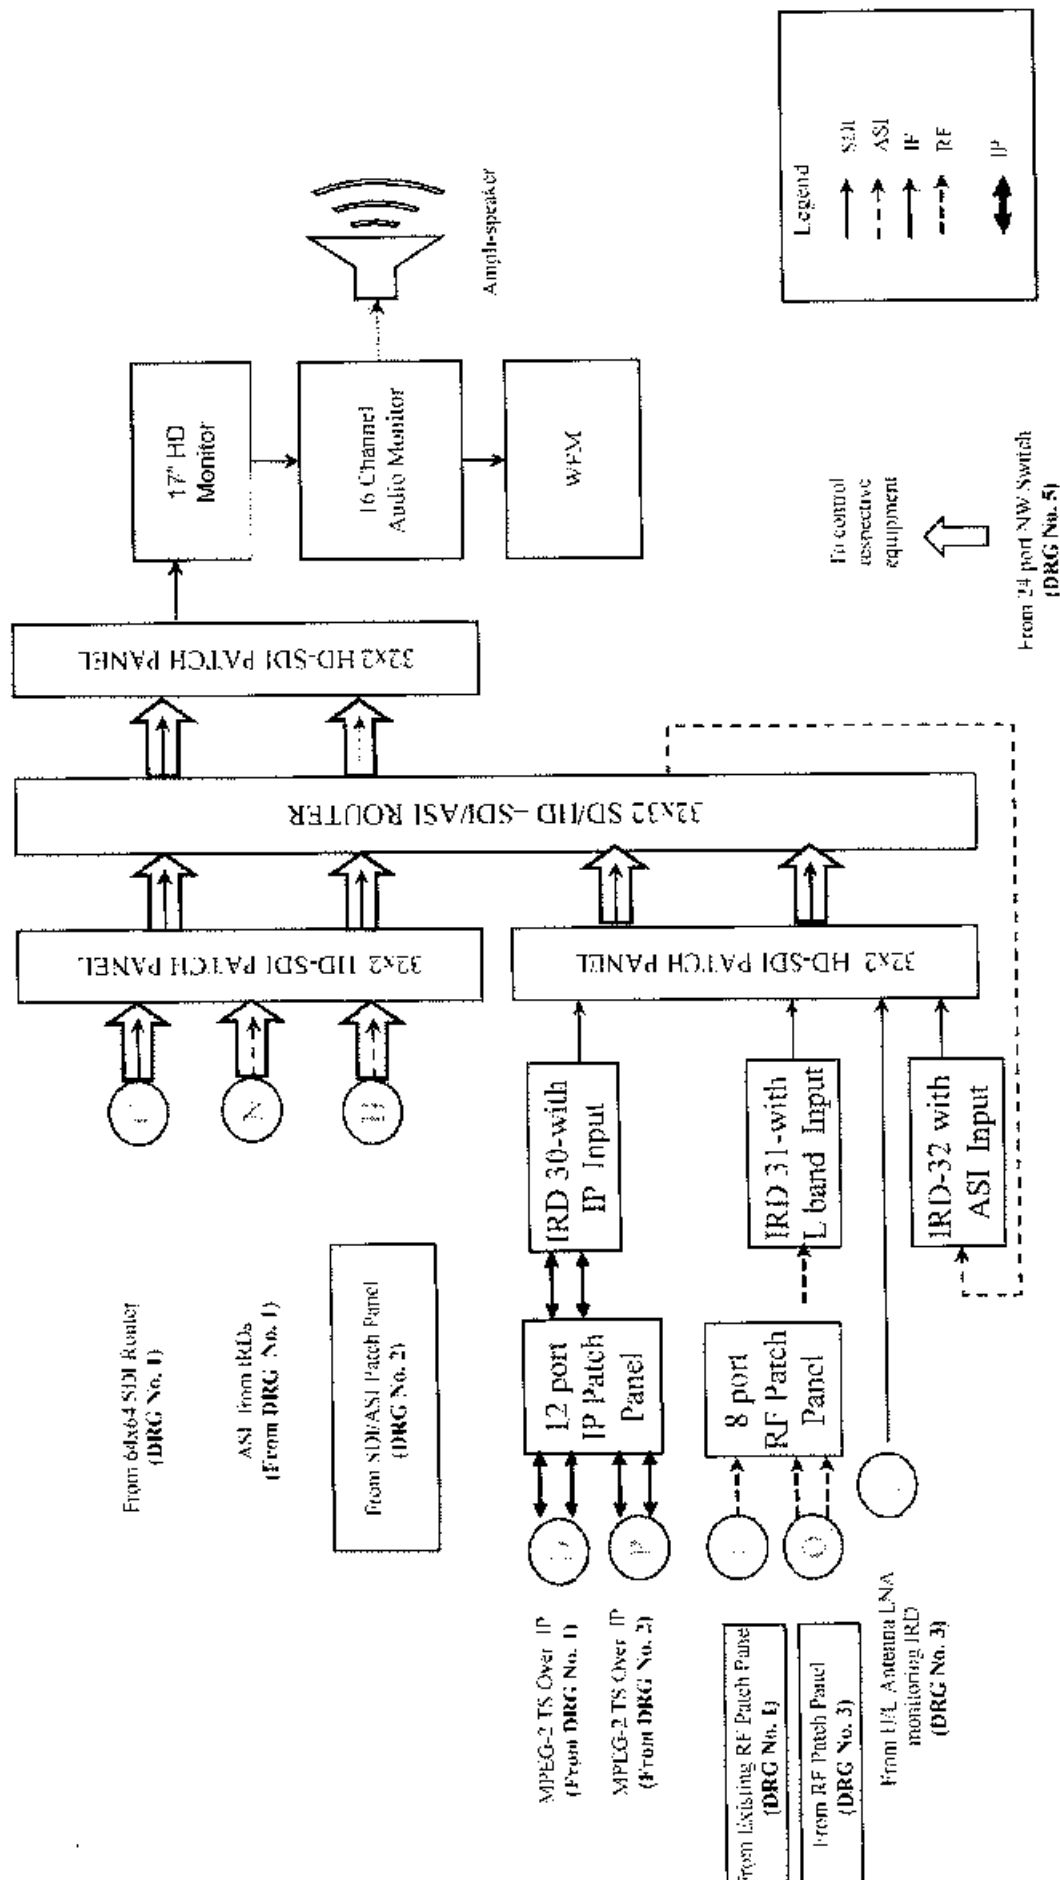 From 64x64 SDI Router
(DRG No. 1)
ASI from IRDs
(From DRG No. 1)
From SDI/ASI Patch Panel
(DRG No. 2)
MPEG-2 TS Over IP
(From DRG No. 1)
MPEG-2 TS Over IP
(From DRG No. 2)
From Existing RF Patch Pane
(DRG No. 1)
From RF Patch Panel
(DRG No. 3)
From U/L Antenna LNA
monitoring IRD
(DRG No. 3)
N
B
P
O
12 port
IP Patch
Panel
8 port
RF Patch
Panel
IRD 30-with
IP Input
IRD 31-with
L band Input
IRD-32 with
ASI Input
32x2 HD-SDI PATCH PANEL
32x2 HD-SDI PATCH PANEL
32x32 SD/HD–SDI/ASI ROUTER
32x2 HD-SDI PATCH PANEL
17" HD
Monitor
16 Channel
Audio Monitor
WFM
Ampli-speaker
To control
respective
equipment
From 24 port NW Switch
(DRG No. 5)
Legend
SDI
ASI
IF
RF
IP